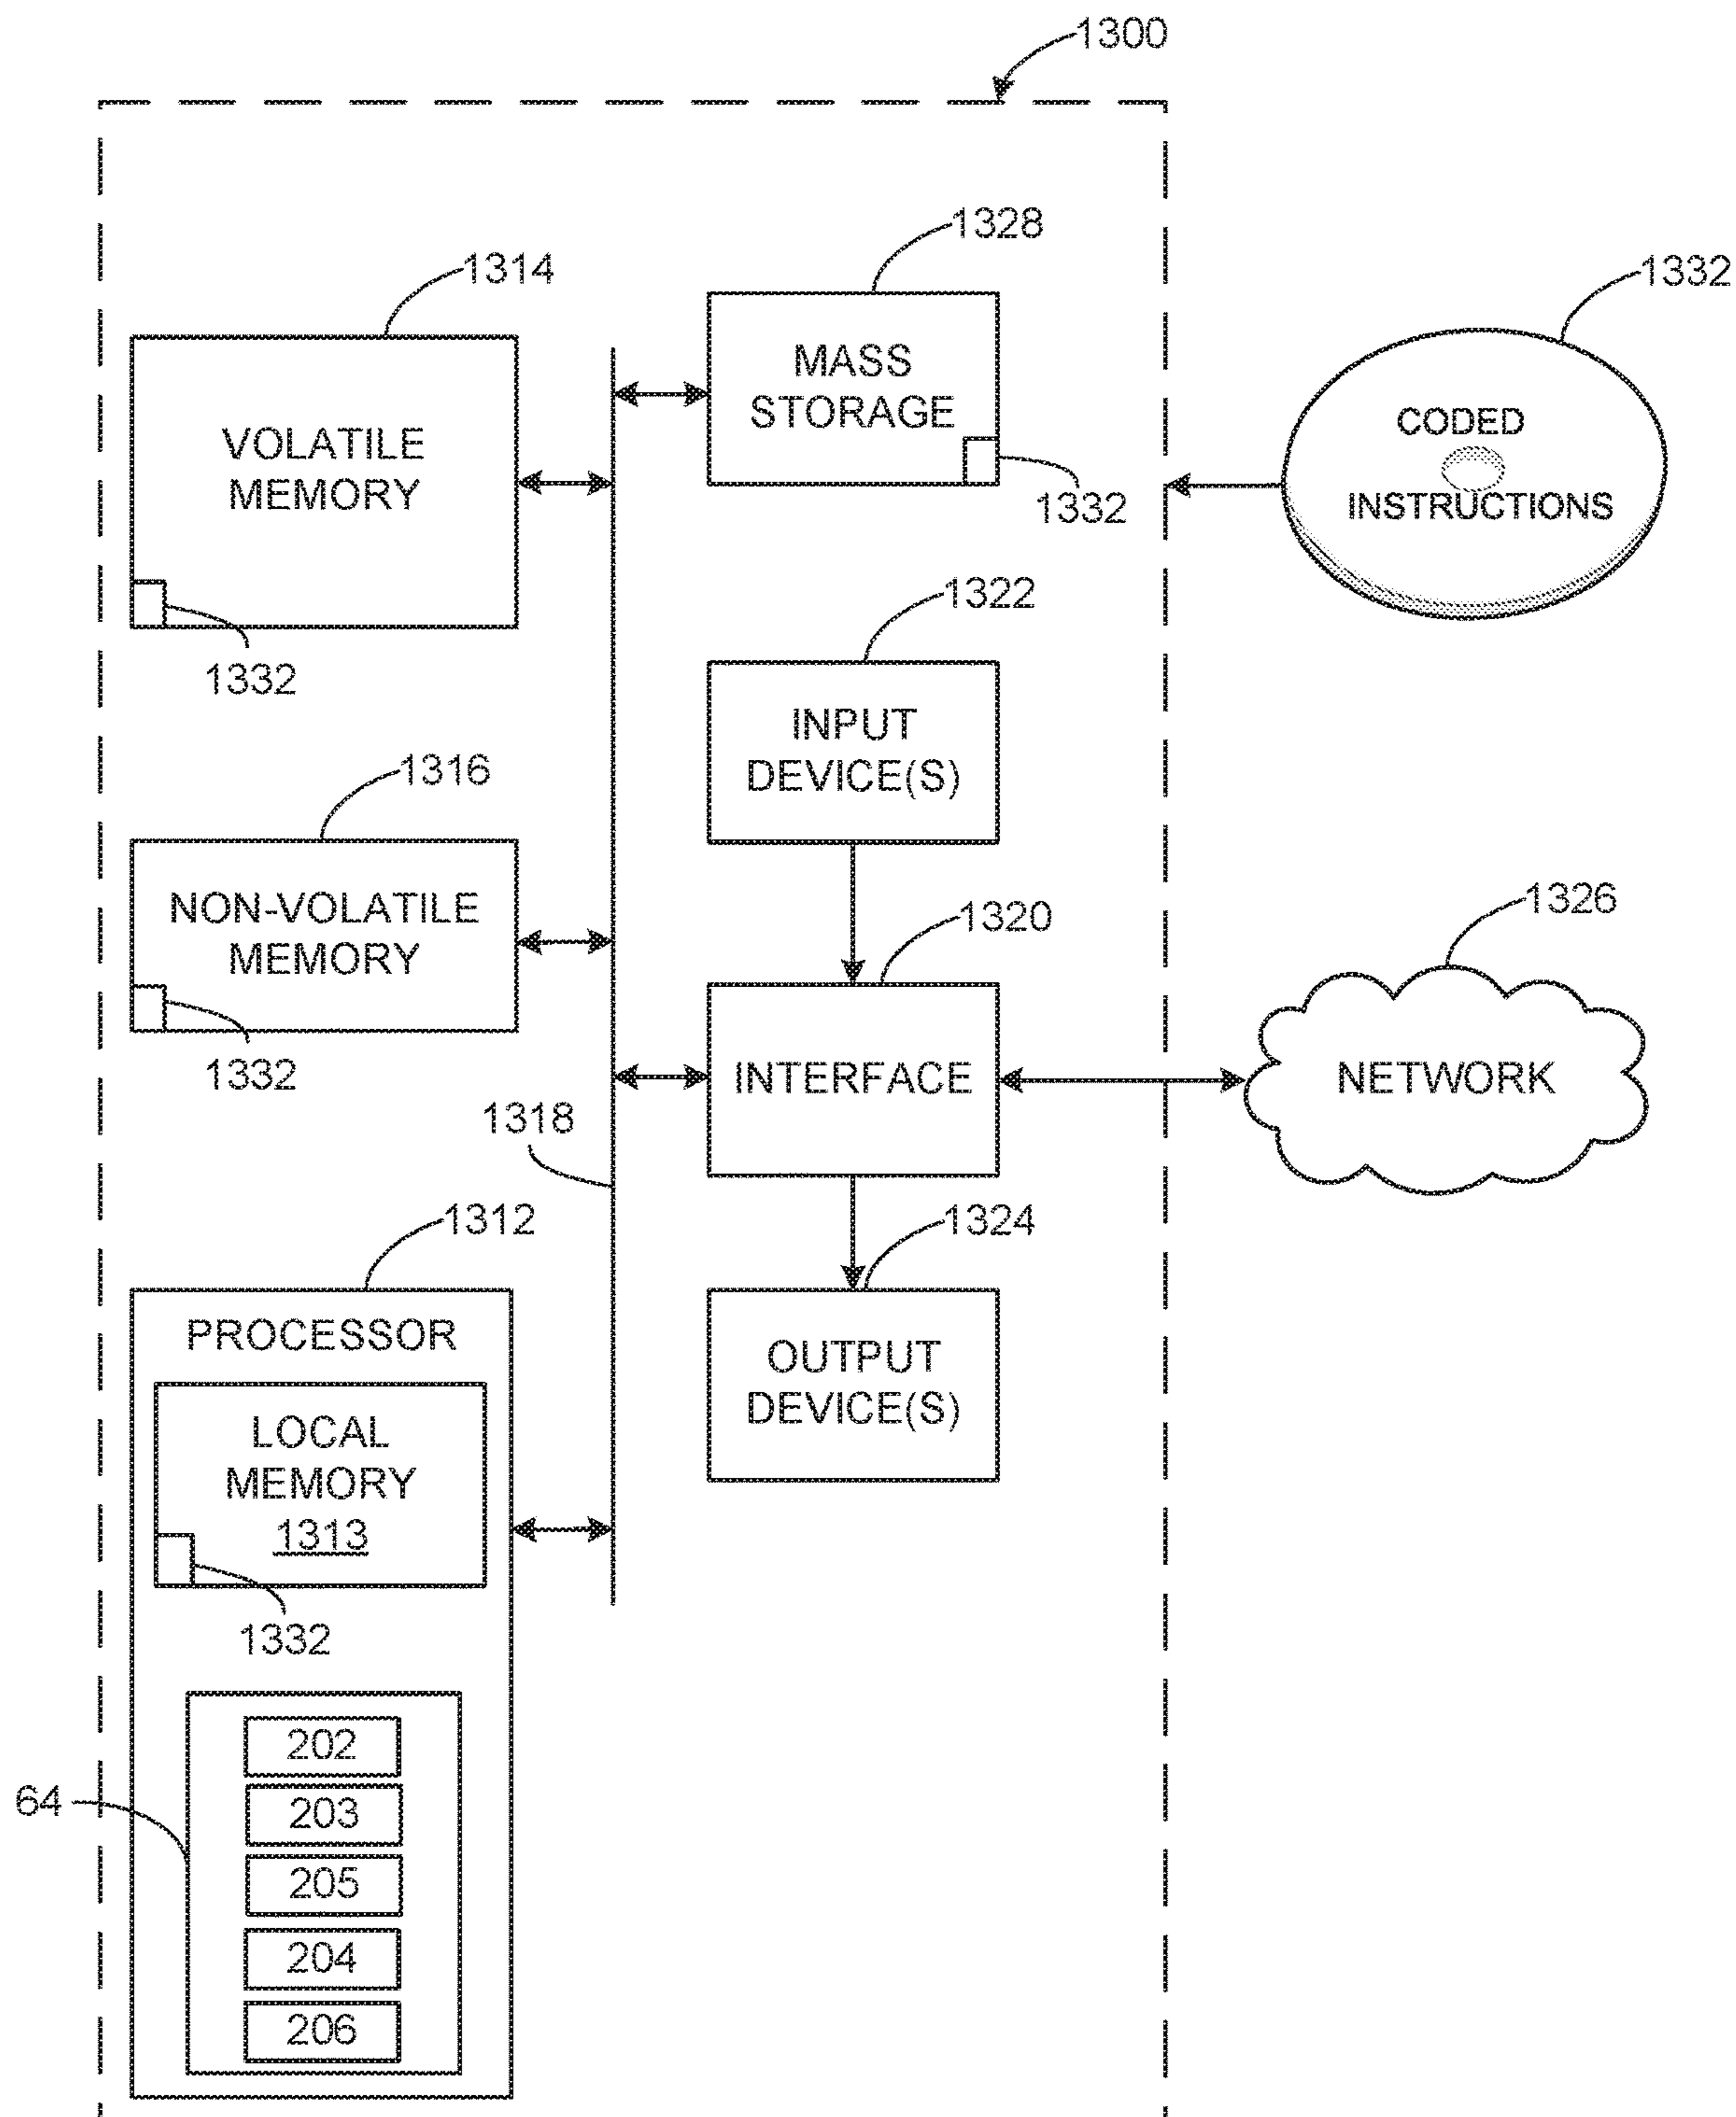 1300
1328
1314
1332
MASS
STORAGE
VOLATILE
MEMORY
CODED
INSTRUCTIONS
1332
1322
1332
INPUT
DEVICE(S)
1316
NON-VOLATILE
MEMORY
1320
1326
1332
INTERFACE
NETWORK
1318
1312
1324
PROCESSOR
OUTPUT
DEVICE(S)
LOCAL
MEMORY
1313
1332
202
64
203
205
204
206